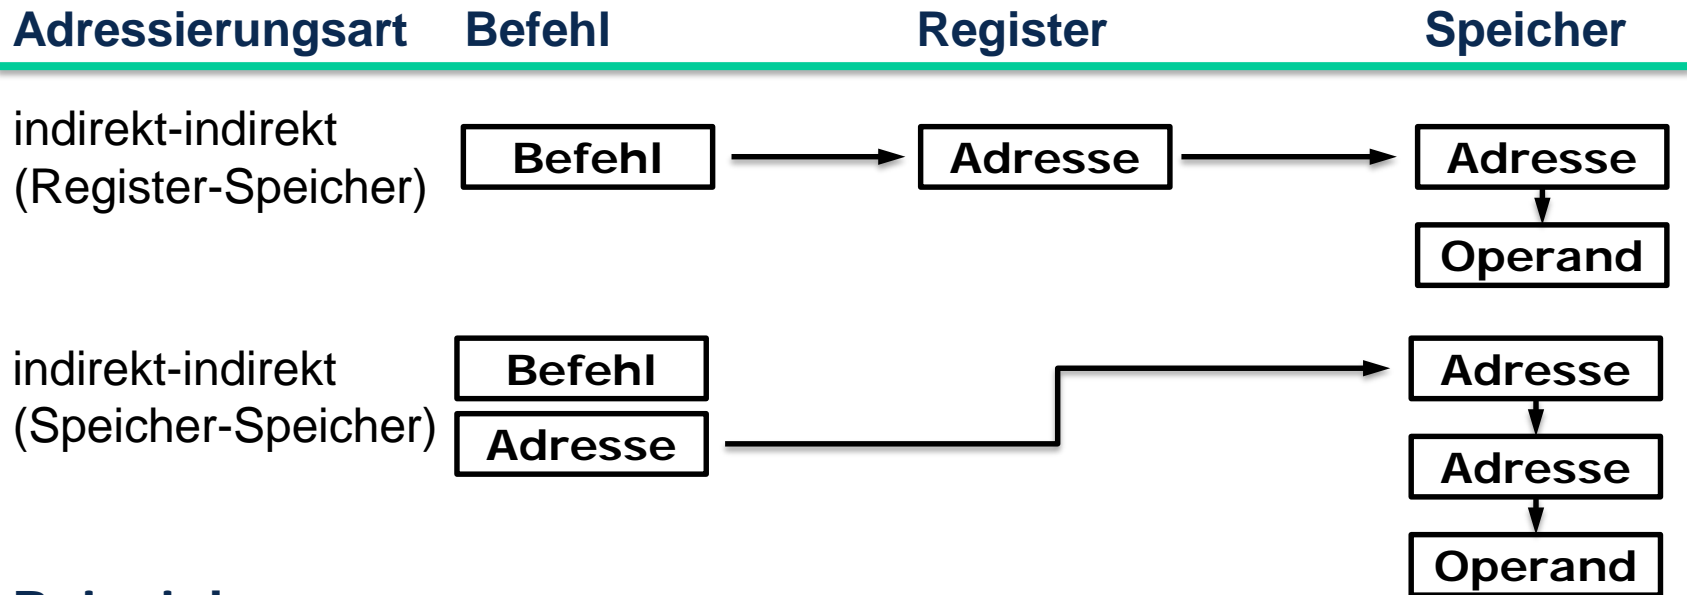 Adressierungsart Befehl Register Speicher
indirekt-indirekt
(Register-Speicher)
Befehl Adresse Adresse
Operand
indirekt-indirekt
(Speicher-Speicher)
Befehl Adresse
Adresse Adresse
Operand